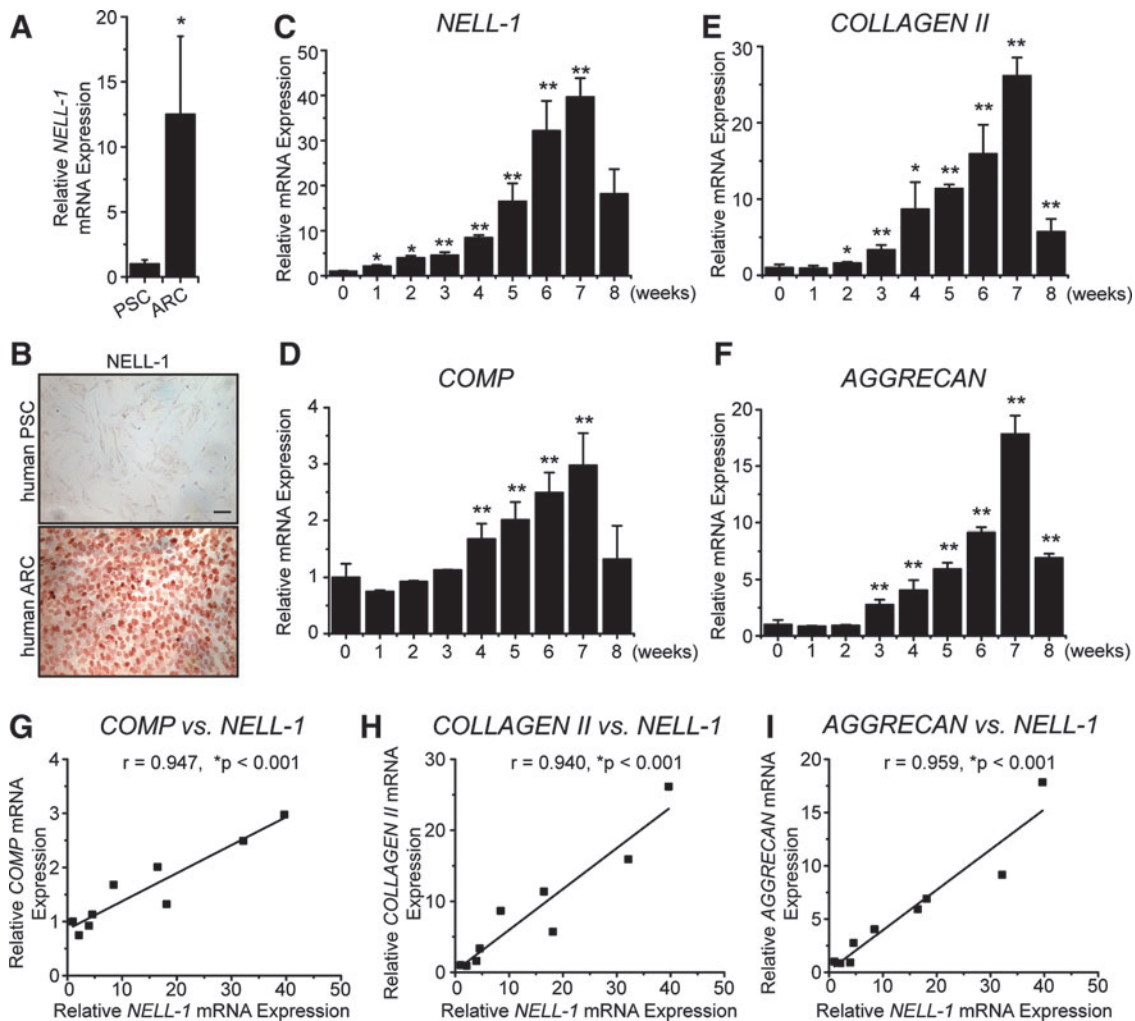 A
Relative NELL-1
mRNA Expression
20
15
10
5
0
*
PSC
ARC
B
NELL-1
human PSC
human ARC
C
NELL-1
Relative mRNA Expression
50
40
30
20
10
0
* * ** ** ** ** **
0 1 2 3 4 5 6 7 8 (weeks)
D
COMP
Relative mRNA Expression
4
3
2
1
0
** ** ** **
0 1 2 3 4 5 6 7 8 (weeks)
E
COLLAGEN II
Relative mRNA Expression
30
20
10
0
* ** * ** ** ** **
0 1 2 3 4 5 6 7 8 (weeks)
F
AGGRECAN
Relative mRNA Expression
20
15
10
5
0
** ** ** ** ** **
0 1 2 3 4 5 6 7 8 (weeks)
G
COMP vs. NELL-1
r = 0.947, *p < 0.001
Relative COMP mRNA
Expression
4
3
2
1
0
0 10 20 30 40 50
Relative NELL-1 mRNA Expression
H
COLLAGEN II vs. NELL-1
r = 0.940, *p < 0.001
Relative COLLAGEN II mRNA
Expression
30
20
10
0
0 10 20 30 40 50
Relative NELL-1 mRNA Expression
I
AGGRECAN vs. NELL-1
r = 0.959, *p < 0.001
Relative AGGRECAN mRNA
Expression
20
15
10
5
0
0 10 20 30 40 50
Relative NELL-1 mRNA Expression